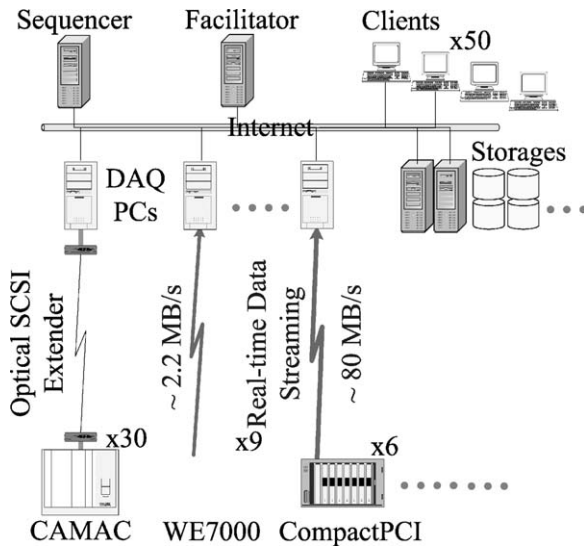 Sequencer
Facilitator
Clients
x50
Internet
DAQ
PCs
Storages
Optical SCSI
Extender
~ 2.2 MB/s
Real-time Data
Streaming
~ 80 MB/s
x30
x9
x6
CAMAC
WE7000
CompactPCI